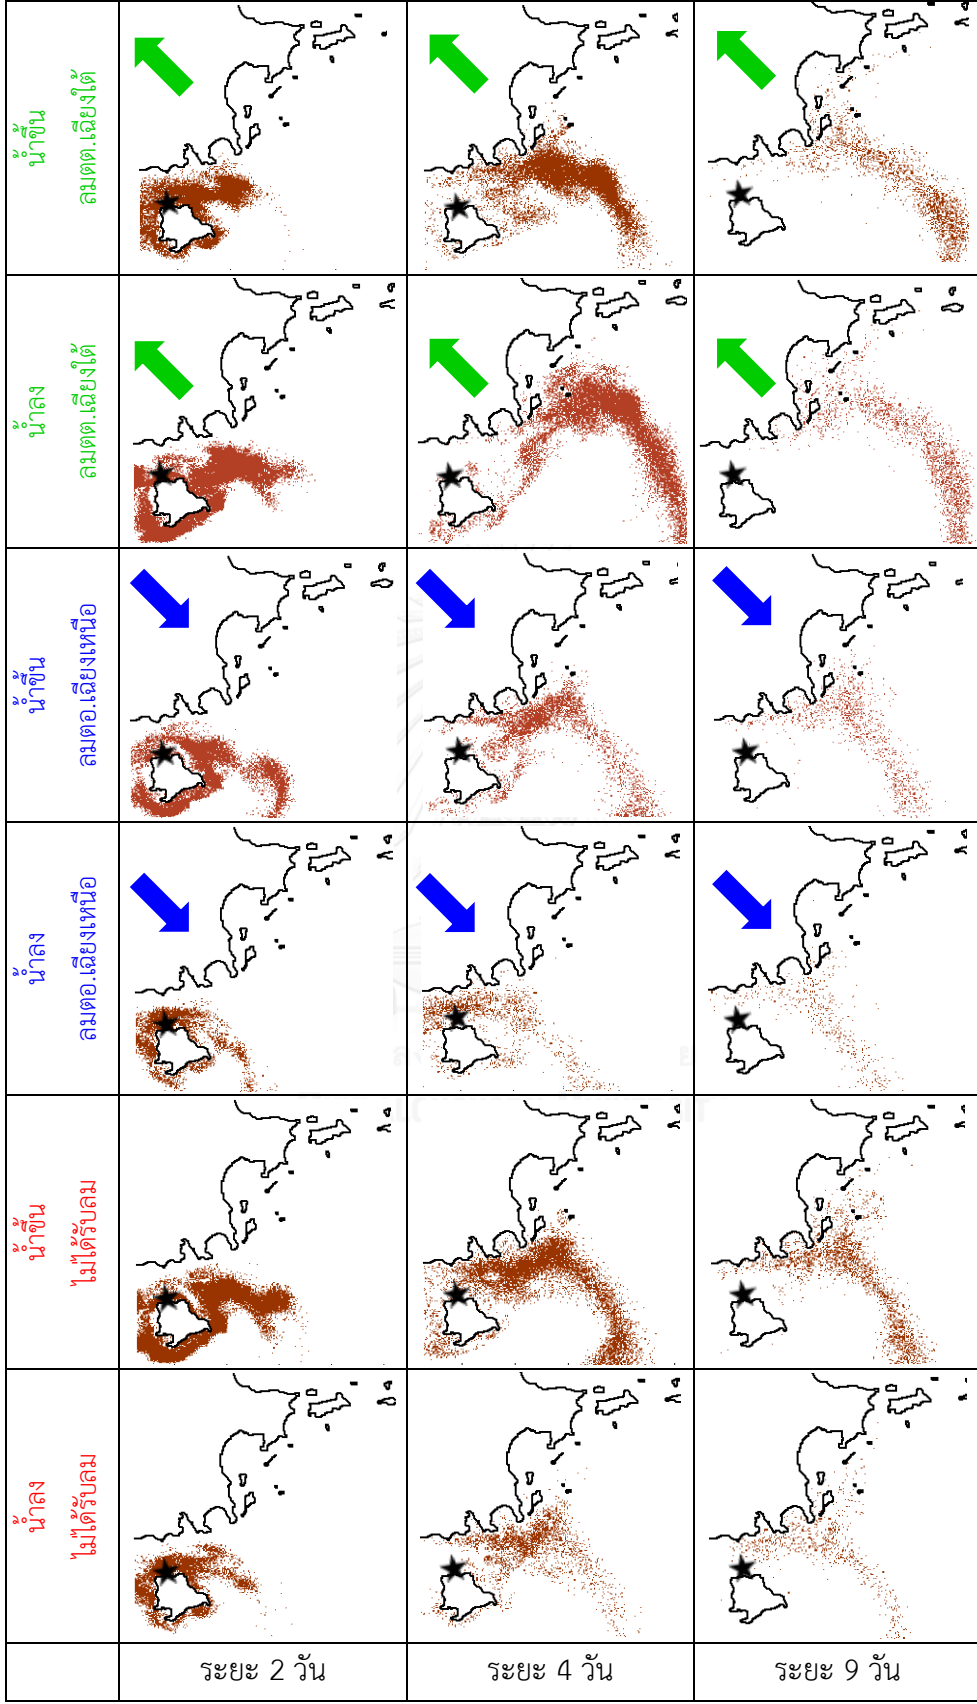 น้ำขึ้น
ลมตต.เฉียงใต้
น้ำลง
ลมตต.เฉียงใต้
น้ำขึ้น
ลมตอ.เฉียงเหนือ
น้ำลง
ลมตอ.เฉียงเหนือ
น้ำขึ้น
ไม่ได้รับลม
น้ำลง
ไม่ได้รับลม
ระยะ 2 วัน
ระยะ 4 วัน
ระยะ 9 วัน